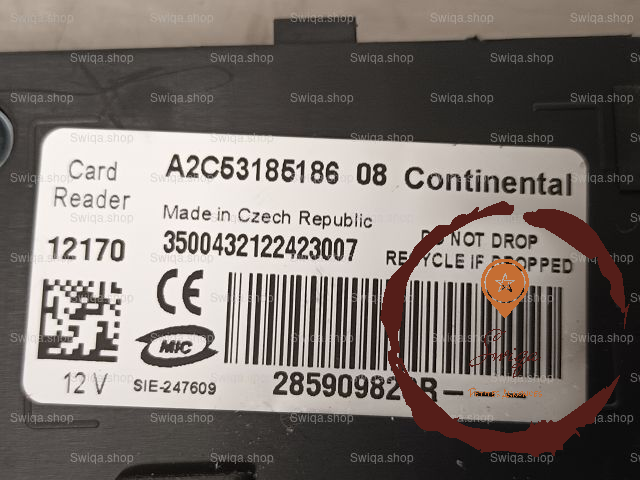 Card
Reader
A2C53185186 08 Continental
Made in Czech Republic
12170
3500432122423007
DO NOT DROP
RECYCLE IF DROPPED
CE
MIC
12 V
SIE-247609
Swiqa.shop